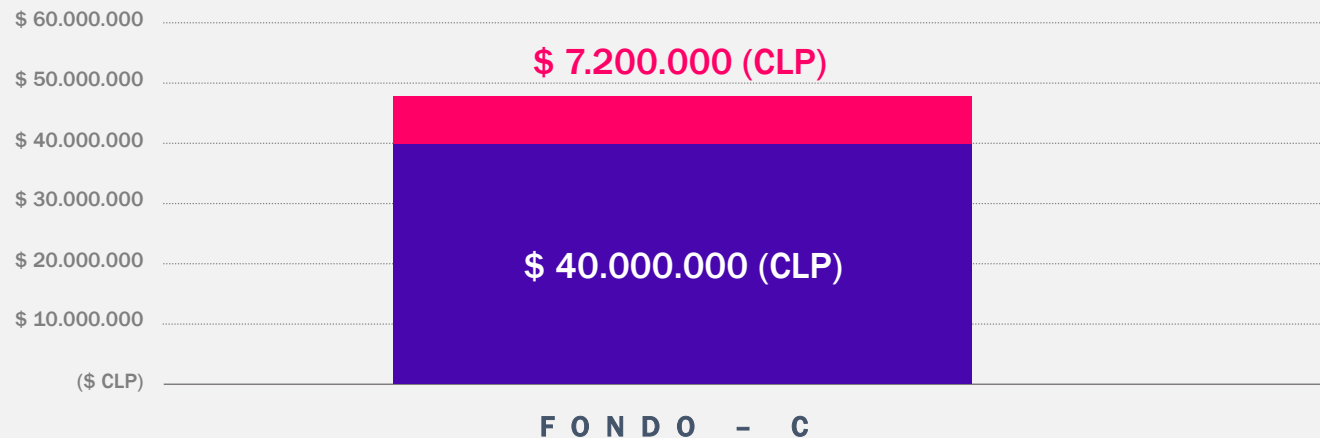 $ 60.000.000
$ 7.200.000 (CLP)
$ 50.000.000
$ 40.000.000
$ 30.000.000
$ 20.000.000
$ 40.000.000 (CLP)
$ 10.000.000
($ CLP)
FONDO – C